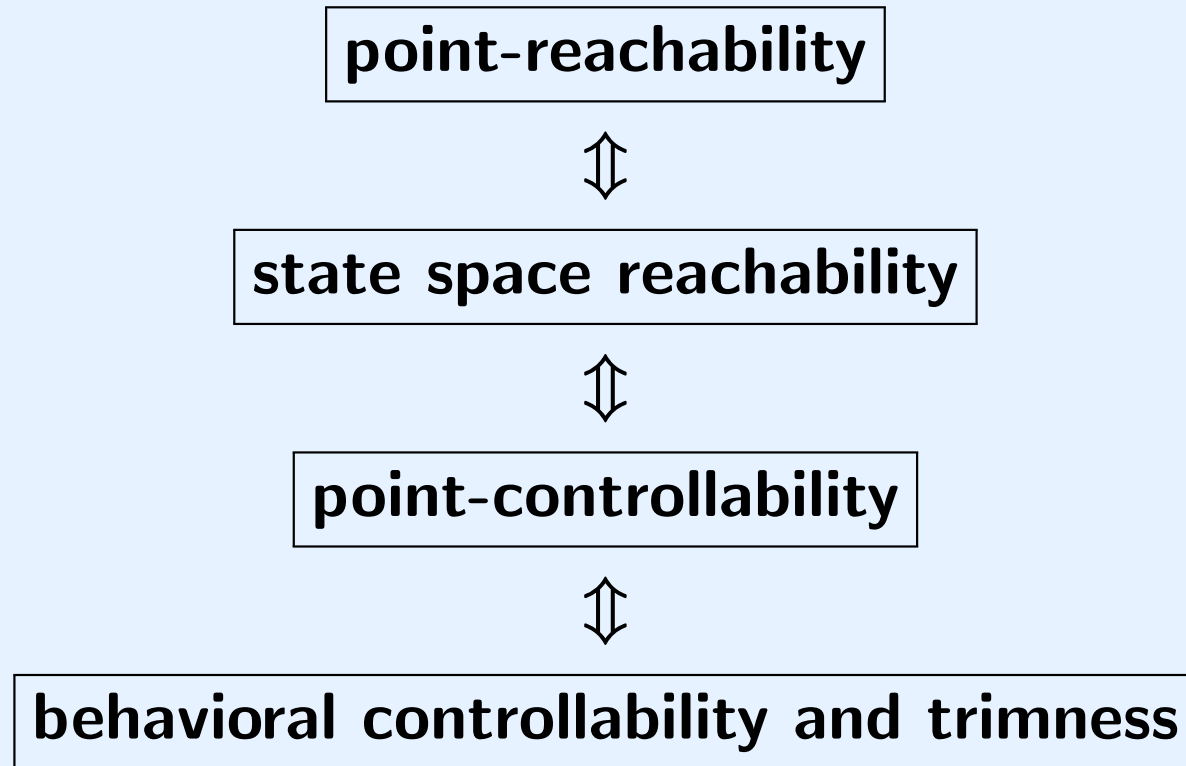 point-reachability
⇕
state space reachability
⇕
point-controllability
⇕
behavioral controllability and trimness